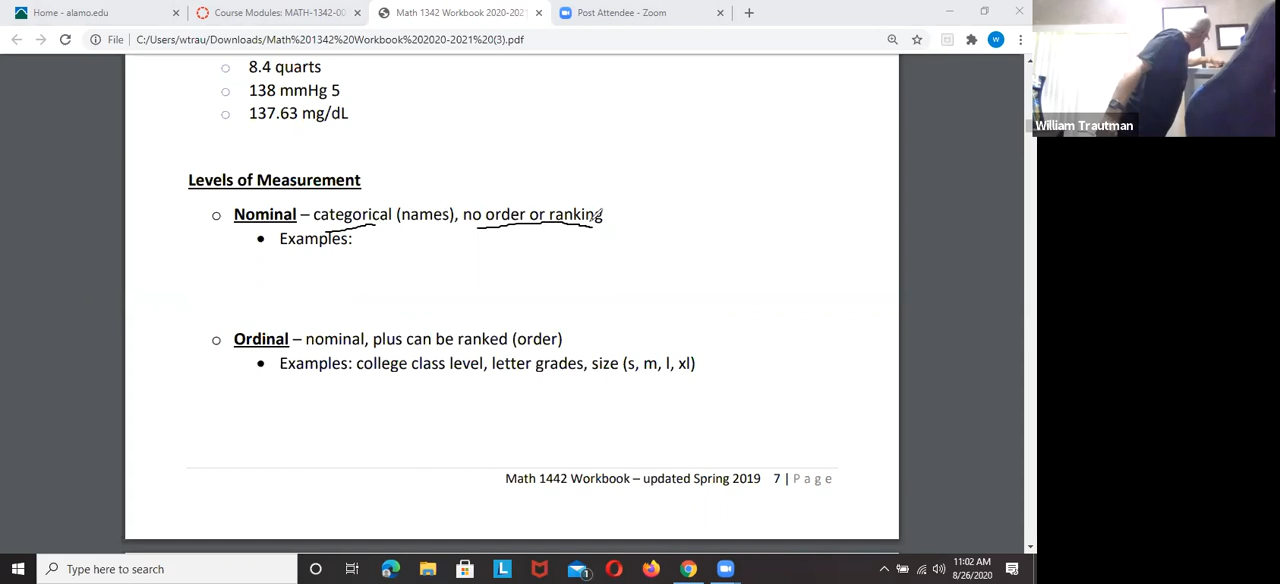 Home - alamo.edu
Course Modules: MATH-1342-00
Math 1342 Workbook 2020-2021
Post Attendee - Zoom
File C:/Users/wtrau/Downloads/Math%201342%20Workbook%202020-2021%20(3).pdf
W
8.4 quarts
138 mmHg 5
137.63 mg/dL
William Trautman
Levels of Measurement
Nominal – categorical (names), no order or ranking
Examples:
Ordinal – nominal, plus can be ranked (order)
Examples: college class level, letter grades, size (s, m, l, xl)
Math 1442 Workbook – updated Spring 2019 7 | Page
Type here to search
L
1
11:02 AM
8/26/2020